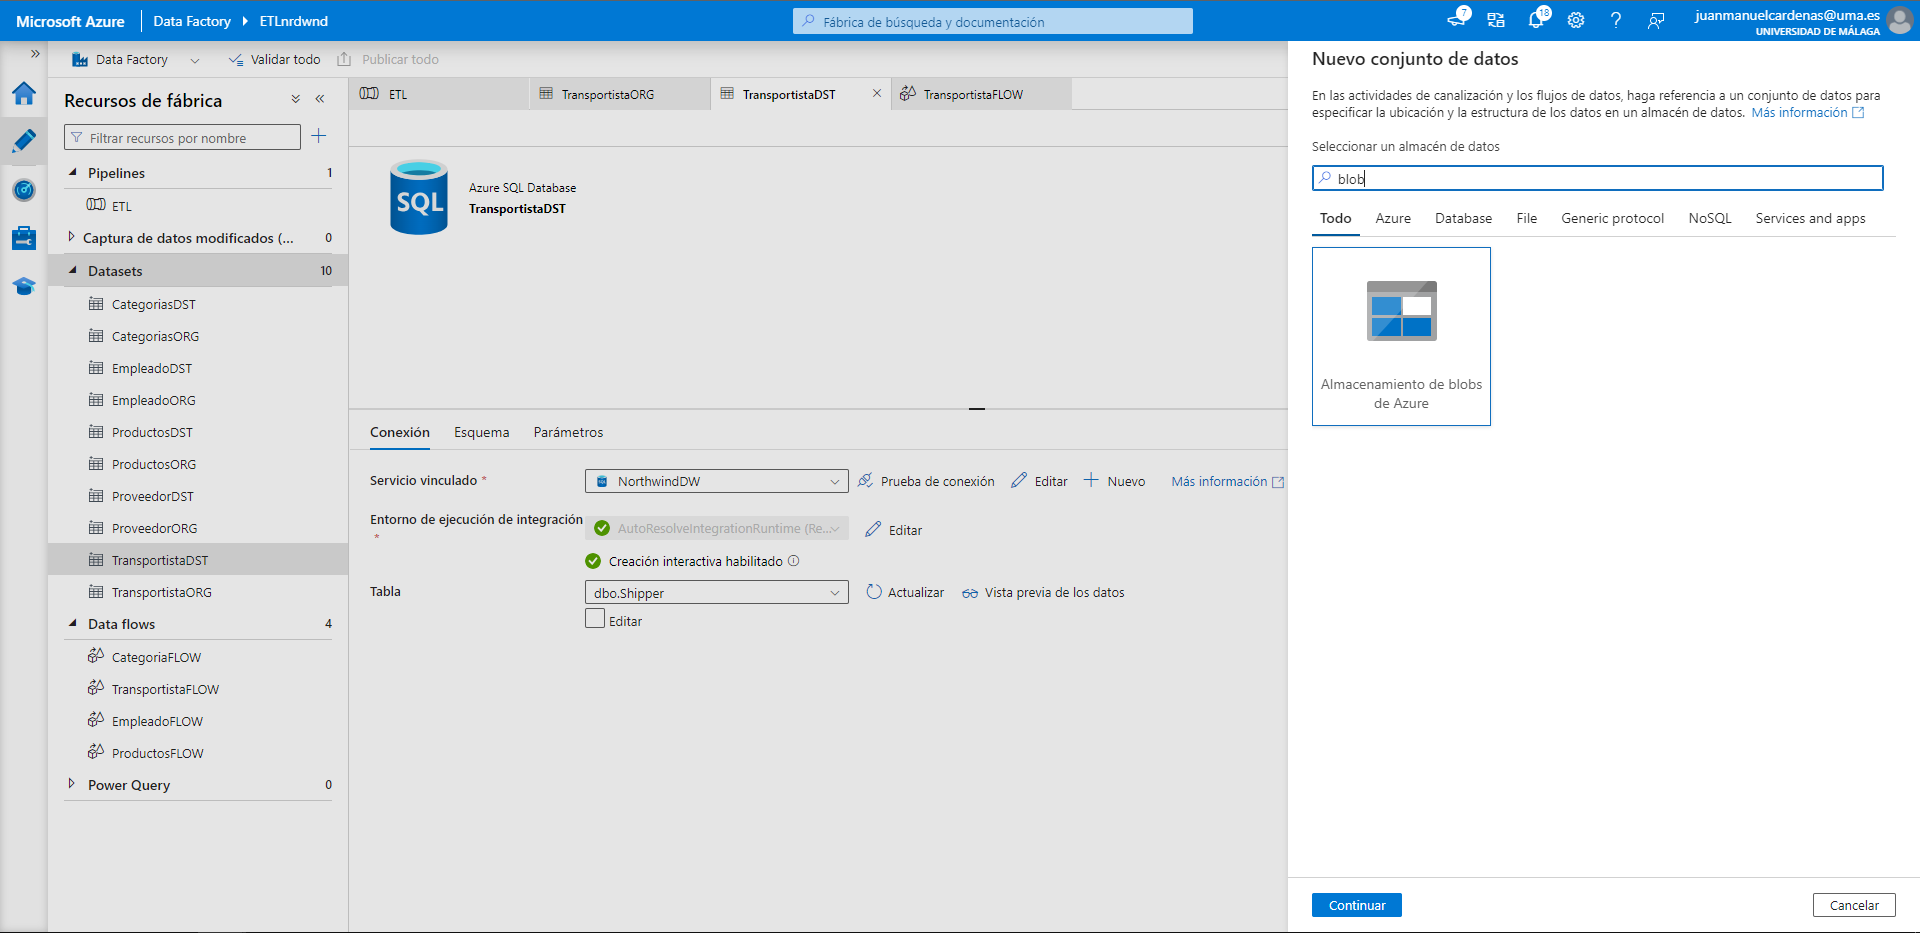 Microsoft Azure
Data Factory
ETLnrdwnd
Fábrica de búsqueda y documentación
7
18
juanmanuelcardenas@uma.es
UNIVERSIDAD DE MÁLAGA
Data Factory
Validar todo
Publicar todo
Recursos de fábrica
Filtrar recursos por nombre
Pipelines 1
ETL
Captura de datos modificados (... 0
Datasets 10
CategoriasDST
CategoriasORG
EmpleadoDST
EmpleadoORG
ProductosDST
ProductosORG
ProveedorDST
ProveedorORG
TransportistaDST
TransportistaORG
Data flows 4
CategoriaFLOW
TransportistaFLOW
EmpleadoFLOW
ProductosFLOW
Power Query 0
ETL
TransportistaORG
TransportistaDST
TransportistaFLOW
SQL
Azure SQL Database
TransportistaDST
Conexión
Esquema
Parámetros
Servicio vinculado *
SQL
NorthwindDW
Prueba de conexión
Editar
Nuevo
Más información
Entorno de ejecución de integración
*
AutoResolveIntegrationRuntime (Re...
Editar
Creación interactiva habilitado
Tabla
dbo.Shipper
Actualizar
Vista previa de los datos
Editar
Nuevo conjunto de datos
En las actividades de canalización y los flujos de datos, haga referencia a un conjunto de datos para
especificar la ubicación y la estructura de los datos en un almacén de datos. Más información
Seleccionar un almacén de datos
blob
Todo
Azure
Database
File
Generic protocol
NoSQL
Services and apps
Almacenamiento de blobs
de Azure
Continuar
Cancelar